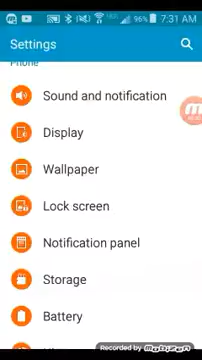 96% 7:31 AM
Settings
Phone
Sound and notification
Display
Wallpaper
Lock screen
Notification panel
Storage
Battery
Recorded by Mobizen